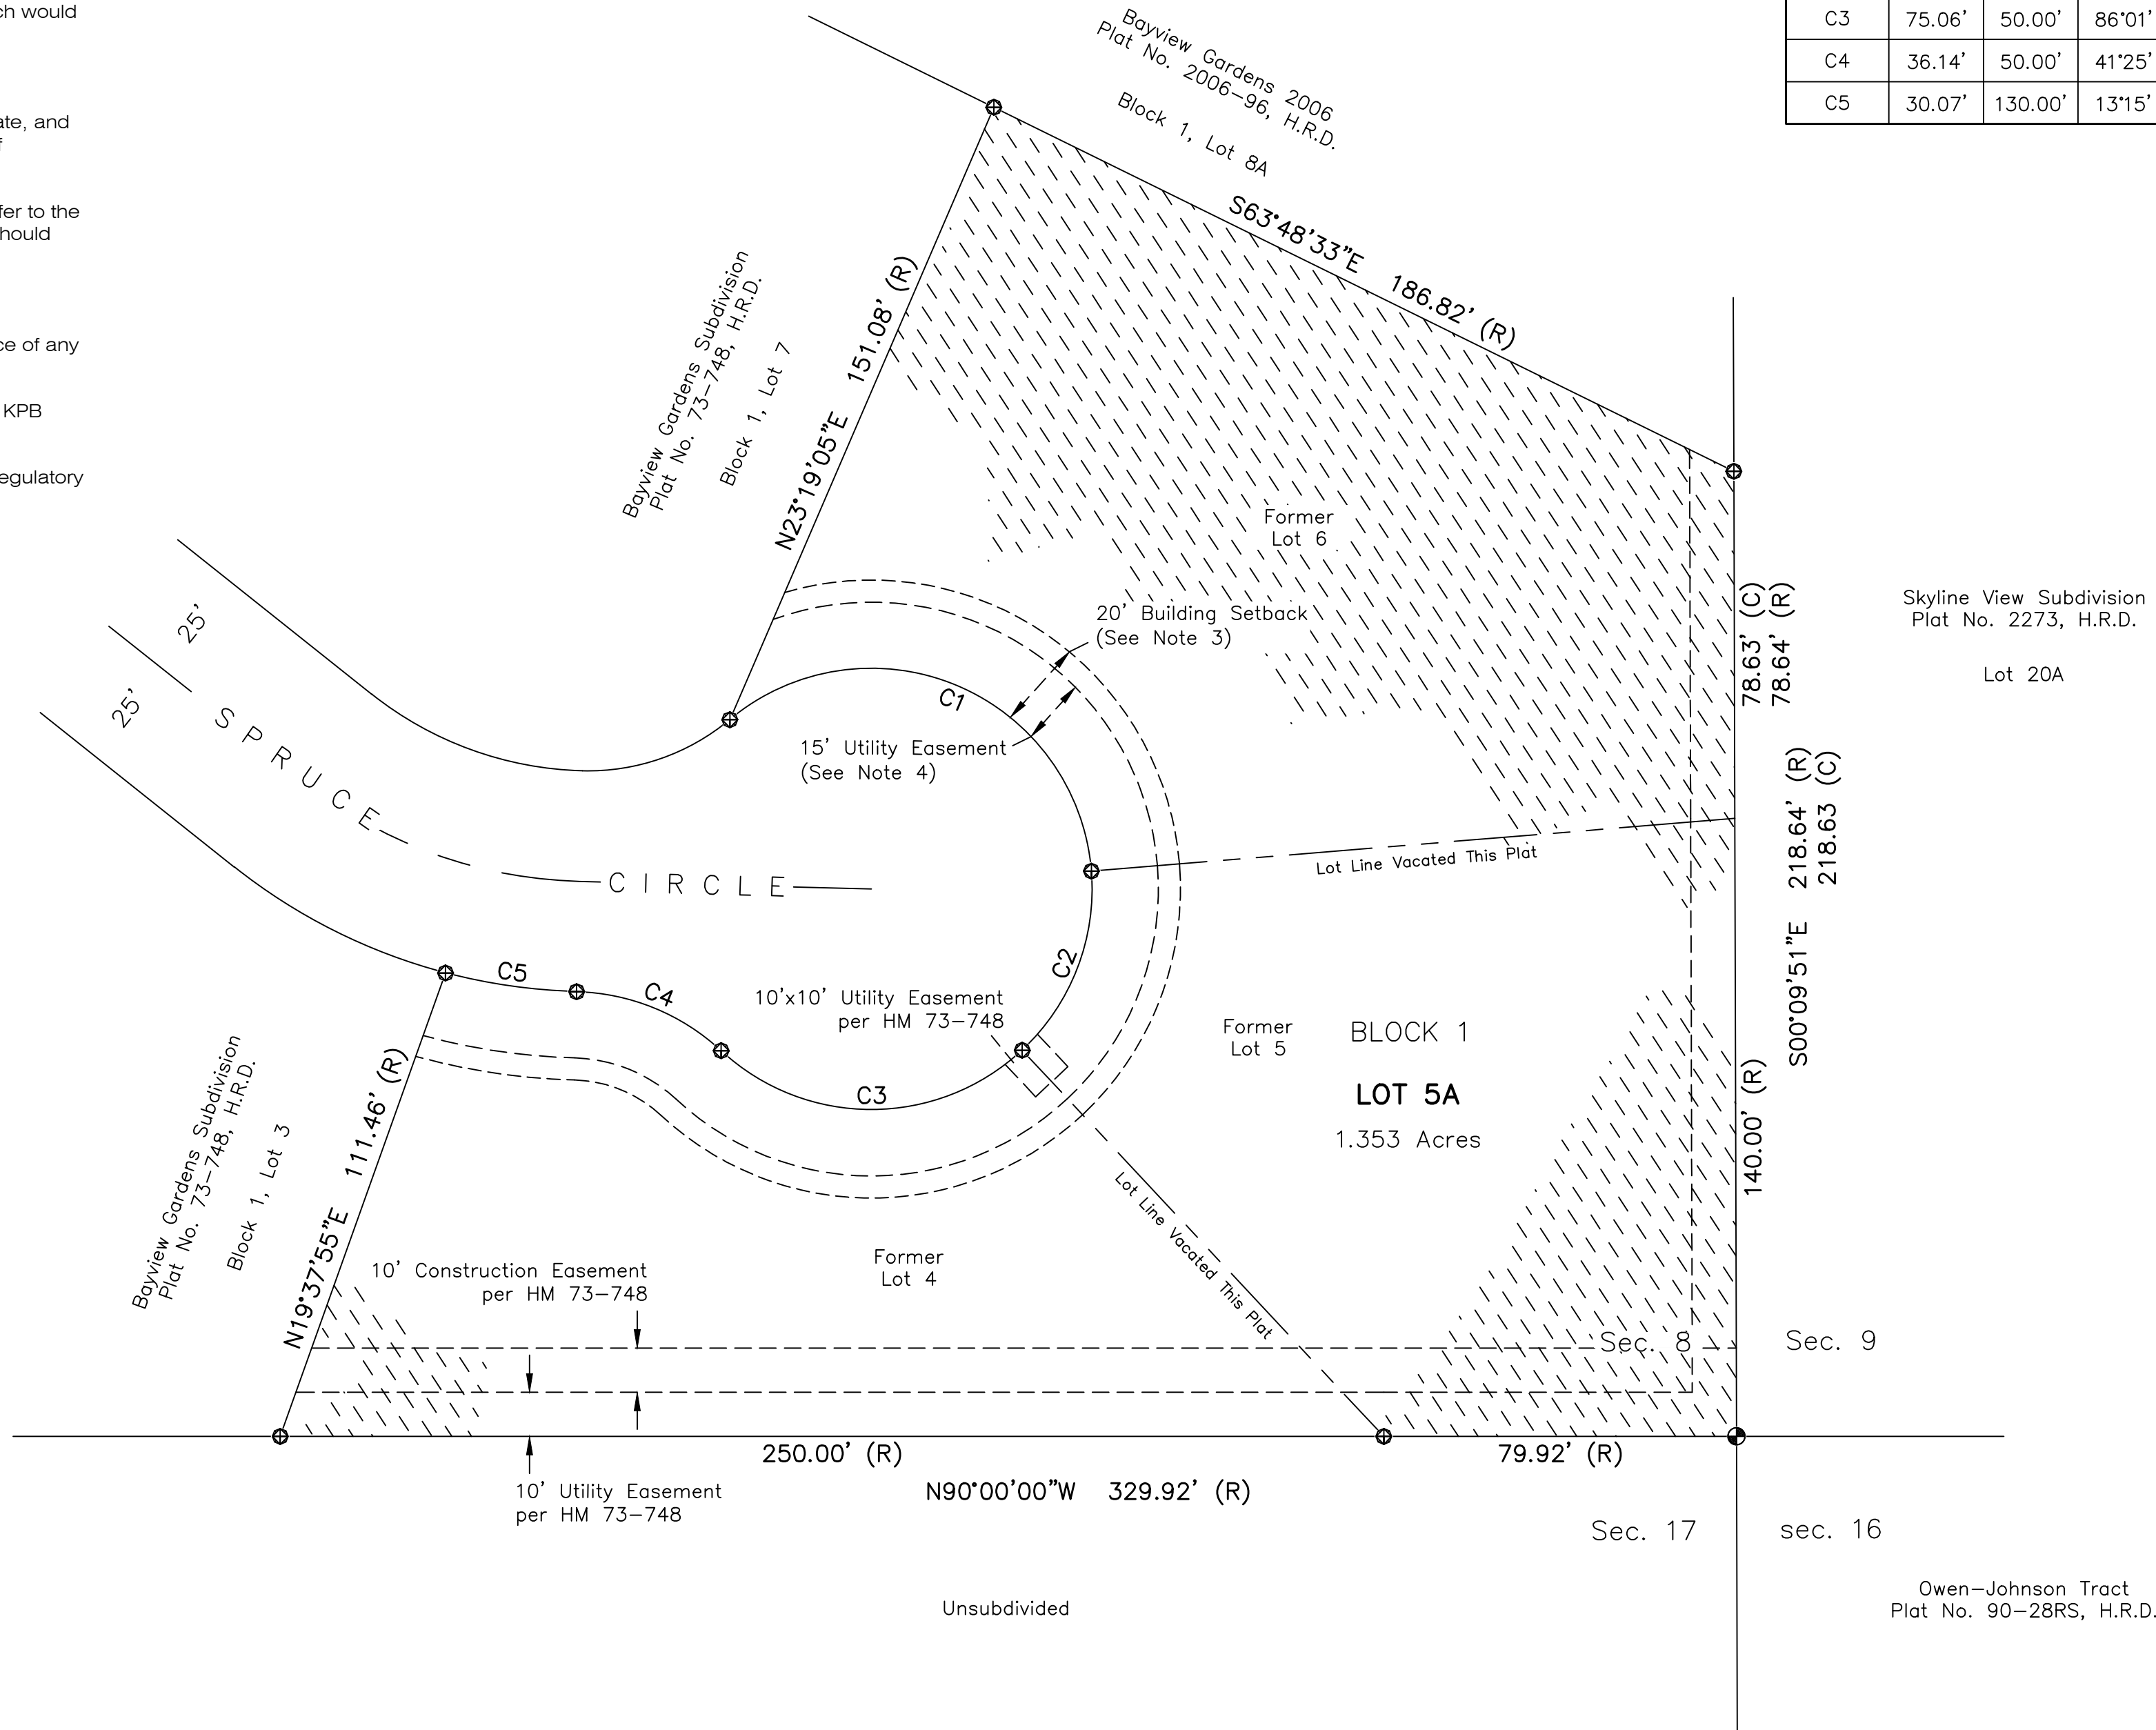 ch would
ate, and
f
fer to the
hould
ce of any
KPB
egulatory
C3 75.06' 50.00' 86°01'
C4 36.14' 50.00' 41°25'
C5 30.07' 130.00' 13°15'
Bayview Gardens 2006
Plat No. 2006-96, H.R.D.
Block 1, Lot 8A
S63°48'33"E 186.82' (R)
Bayview Gardens Subdivision
Plat No. 73-748, H.R.D.
Block 1, Lot 7
N23°19'05"E 151.08' (R)
Former
Lot 6
20' Building Setback
(See Note 3)
C1
15' Utility Easement
(See Note 4)
25'
25'
SPRUCE
CIRCLE
78.63' (C)
78.64' (R)
Skyline View Subdivision
Plat No. 2273, H.R.D.
Lot 20A
S00°09'51"E 218.64' (R)
218.63 (C)
Lot Line Vacated This Plat
C2
C5
C4
C3
10'x10' Utility Easement
per HM 73-748
Former
Lot 5
BLOCK 1
LOT 5A
1.353 Acres
140.00' (R)
Bayview Gardens Subdivision
Plat No. 73-748, H.R.D.
Block 1, Lot 3
N19°37'55"E 111.46' (R)
Lot Line Vacated This Plat
Former
Lot 4
10' Construction Easement
per HM 73-748
Sec. 8
Sec. 9
250.00' (R)
79.92' (R)
N90°00'00"W 329.92' (R)
10' Utility Easement
per HM 73-748
Sec. 17
sec. 16
Unsubdivided
Owen-Johnson Tract
Plat No. 90-28RS, H.R.D.